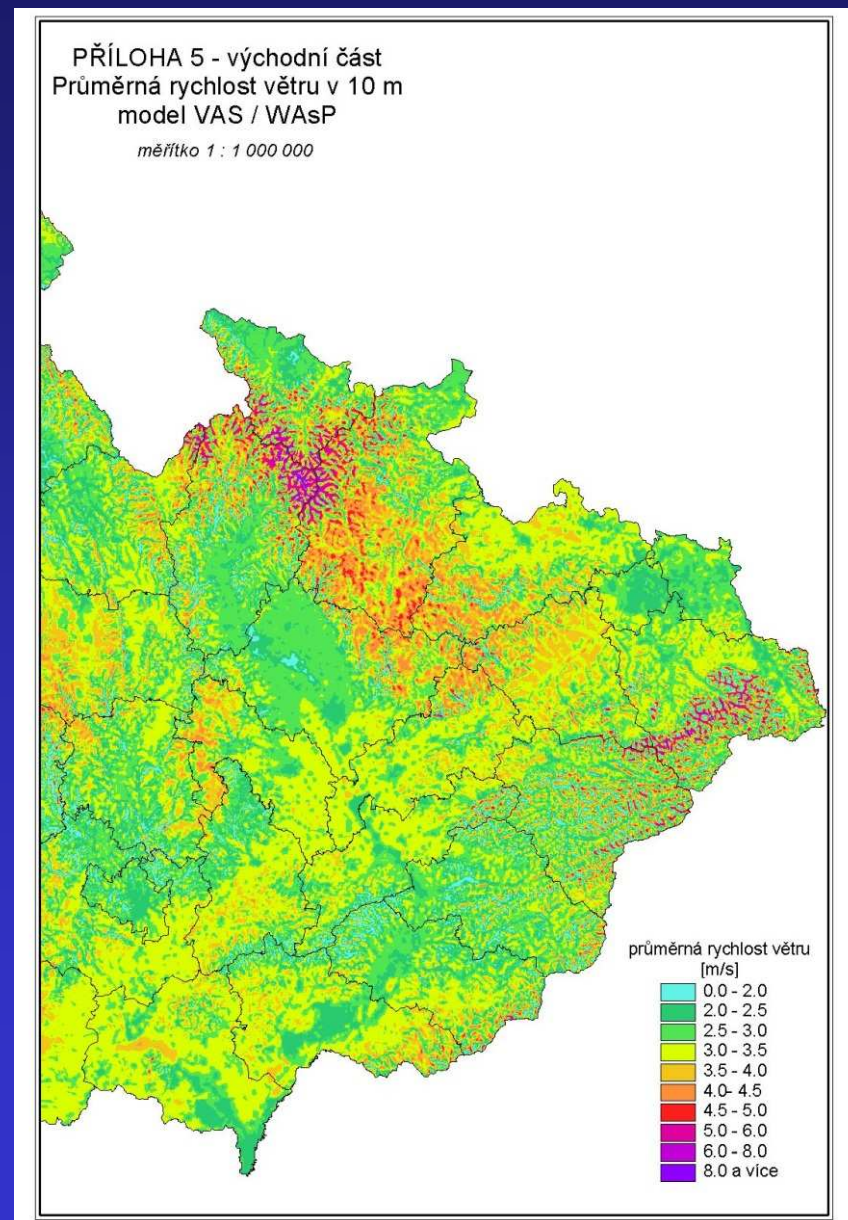 PŘÍLOHA 5 - východní část
Průměrná rychlost větru v 10 m
model VAS / WAsP
měřítko 1 : 1 000 000
průměrná rychlost větru
[m/s]
0.0 - 2.0
2.0 - 2.5
2.5 - 3.0
3.0 - 3.5
3.5 - 4.0
4.0- 4.5
4.5 - 5.0
5.0 - 6.0
6.0 - 8.0
8.0 a více